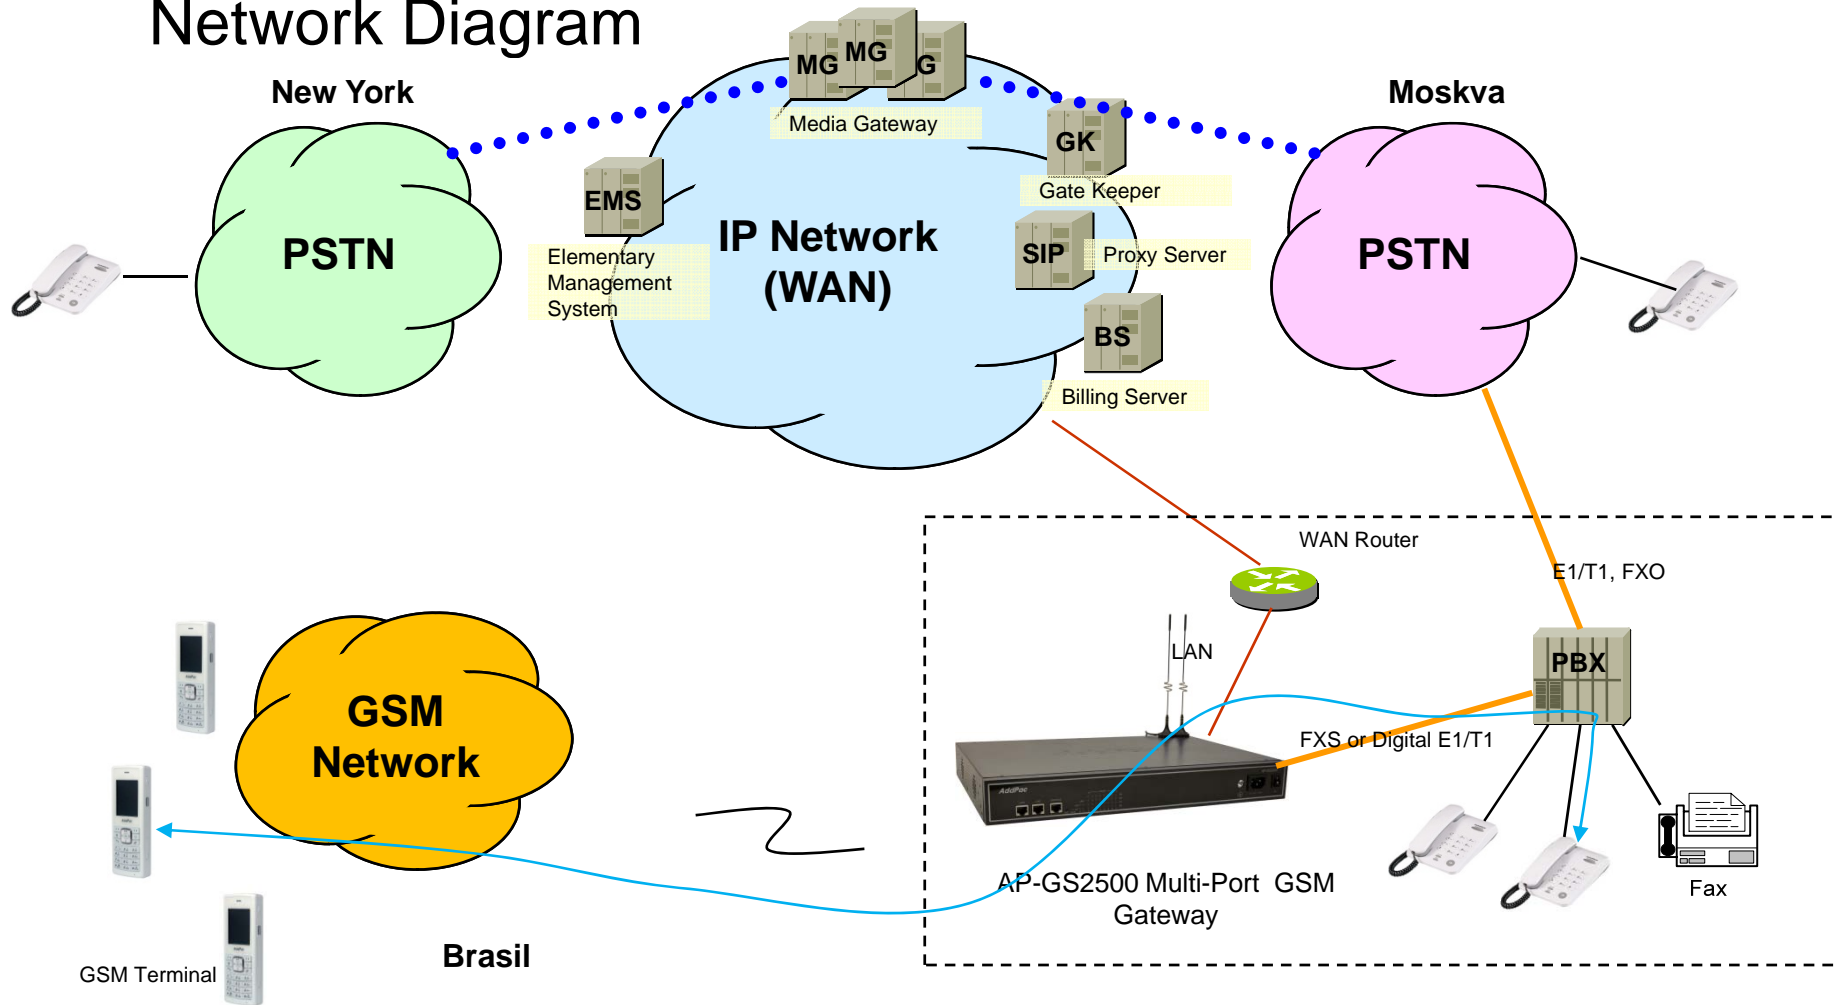 Network Diagram
New York
MG
MG
G
Media Gateway
Moskva
GK
Gate Keeper
EMS
Elementary
Management
System
PSTN
IP Network
(WAN)
SIP
Proxy Server
PSTN
BS
Billing Server
WAN Router
E1/T1, FXO
LAN
PBX
GSM
Network
FXS or Digital E1/T1
AddPac
AP-GS2500 Multi-Port GSM
Gateway
Fax
Brasil
GSM Terminal